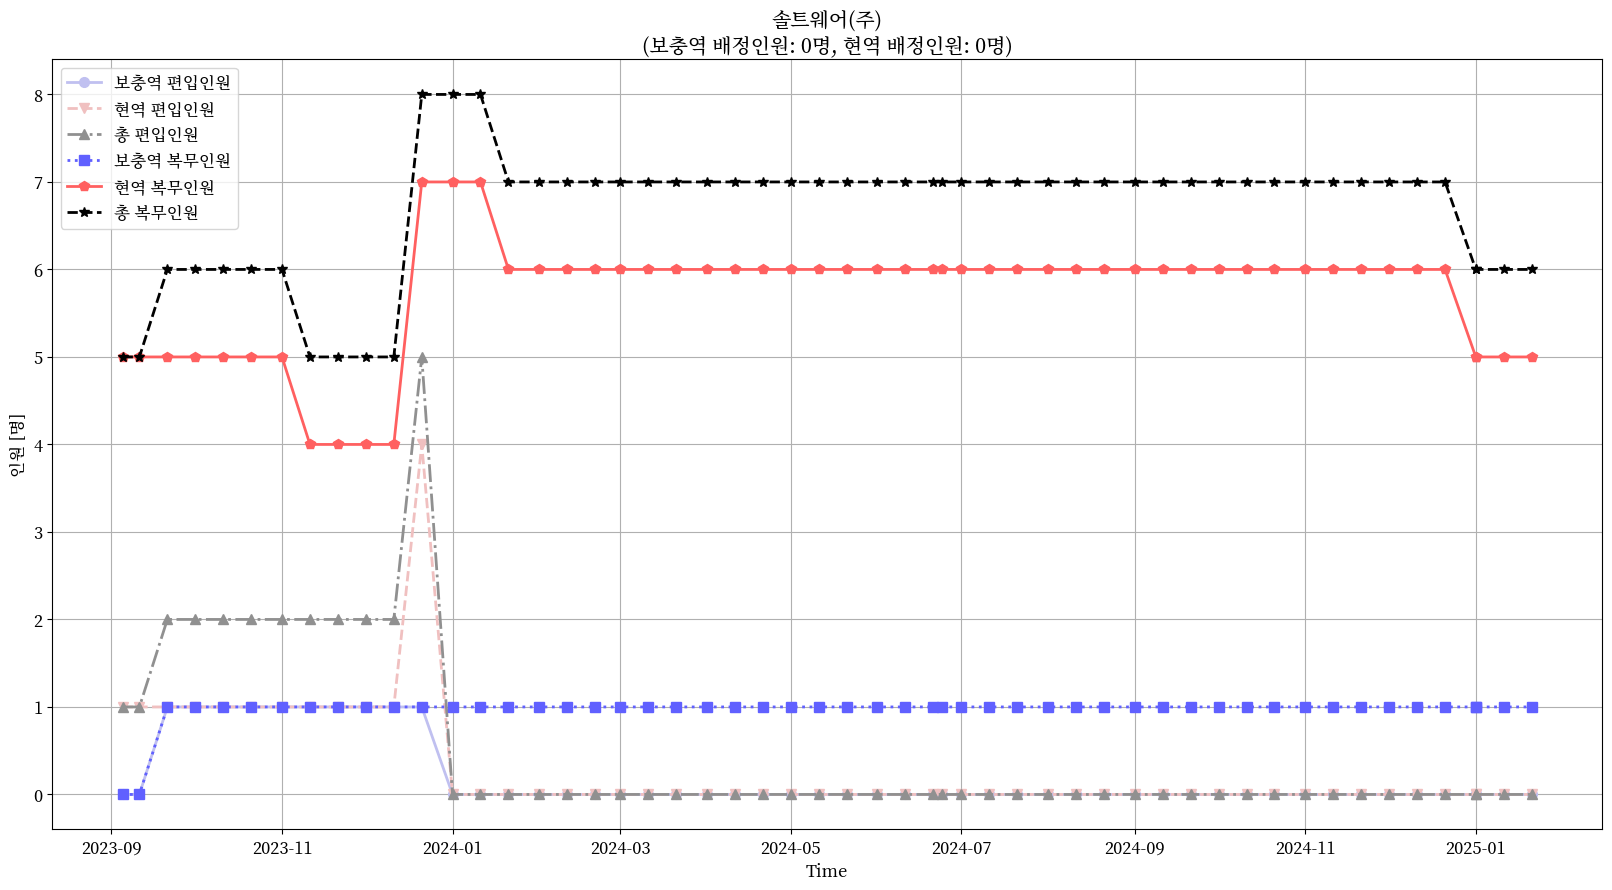 솔트웨어(주)
(보충역 배정인원: 0명, 현역 배정인원: 0명)
보충역 편입인원
현역 편입인원
총 편입인원
보충역 복무인원
현역 복무인원
총 복무인원
인원 [명]
8
7
6
5
4
3
2
1
0
2023-09
2023-11
2024-01
2024-03
2024-05
2024-07
2024-09
2024-11
2025-01
Time